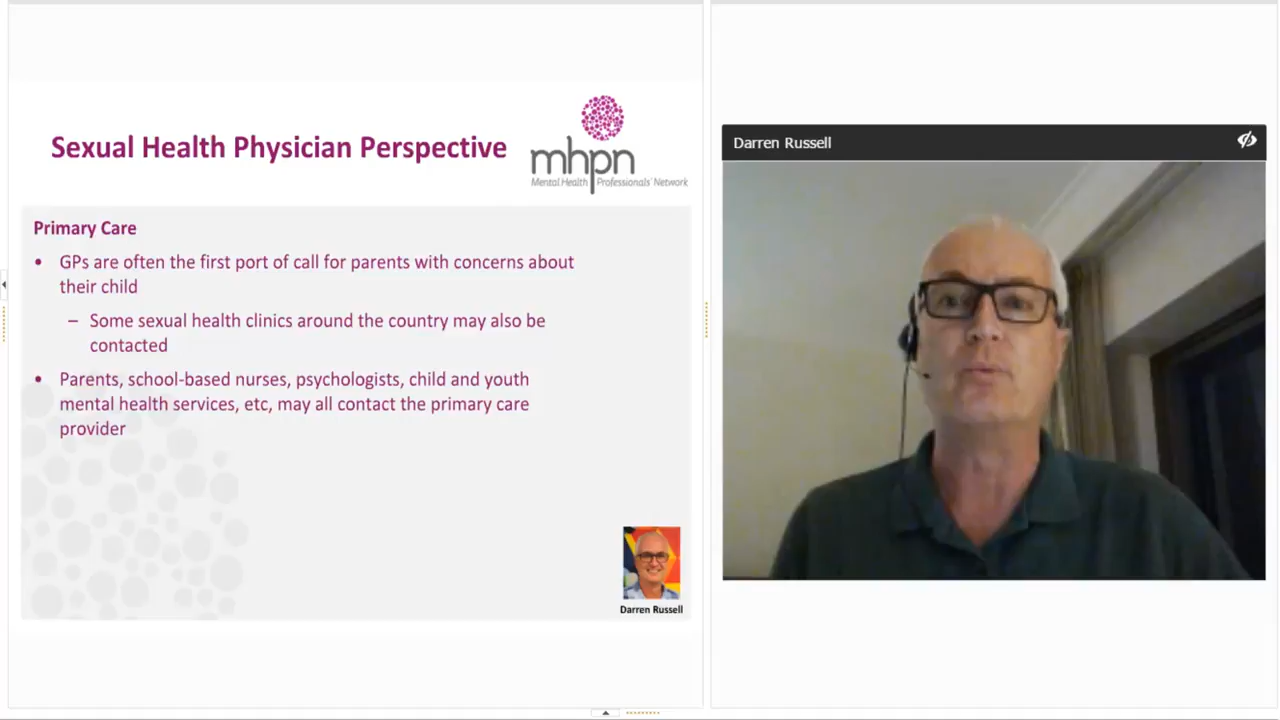 Sexual Health Physician Perspective
mhpn
Mental Health Professionals' Network
Primary Care
• GPs are often the first port of call for parents with concerns about
their child
– Some sexual health clinics around the country may also be
contacted
• Parents, school-based nurses, psychologists, child and youth
mental health services, etc, may all contact the primary care
provider
Darren Russell
Darren Russell